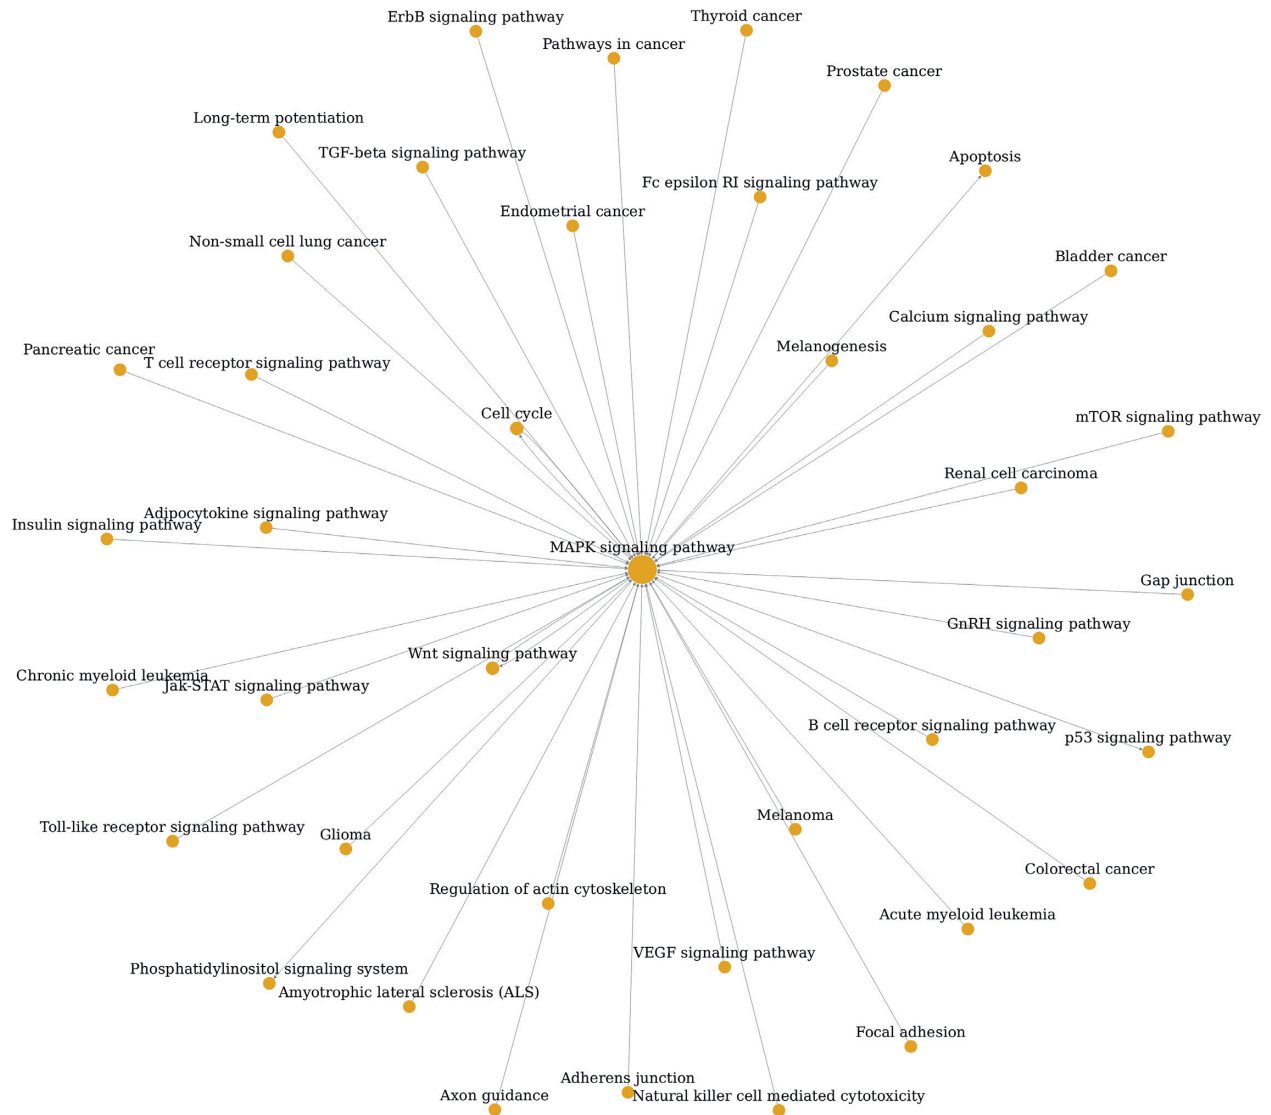 ErbB signaling pathway
Thyroid cancer
Pathways in cancer
Prostate cancer
Long-term potentiation
TGF-beta signaling pathway
Apoptosis
Fc epsilon RI signaling pathway
Endometrial cancer
Non-small cell lung cancer
Bladder cancer
Calcium signaling pathway
Melanogenesis
Pancreatic cancer
T cell receptor signaling pathway
Cell cycle
mTOR signaling pathway
Renal cell carcinoma
Adipocytokine signaling pathway
Insulin signaling pathway
MAPK signaling pathway
Gap junction
GnRH signaling pathway
Wnt signaling pathway
Chronic myeloid leukemia
Jak-STAT signaling pathway
B cell receptor signaling pathway
p53 signaling pathway
Melanoma
Toll-like receptor signaling pathway
Glioma
Colorectal cancer
Regulation of actin cytoskeleton
Acute myeloid leukemia
VEGF signaling pathway
Phosphatidylinositol signaling system
Amyotrophic lateral sclerosis (ALS)
Focal adhesion
Adherens junction
Axon guidance
Natural killer cell mediated cytotoxicity